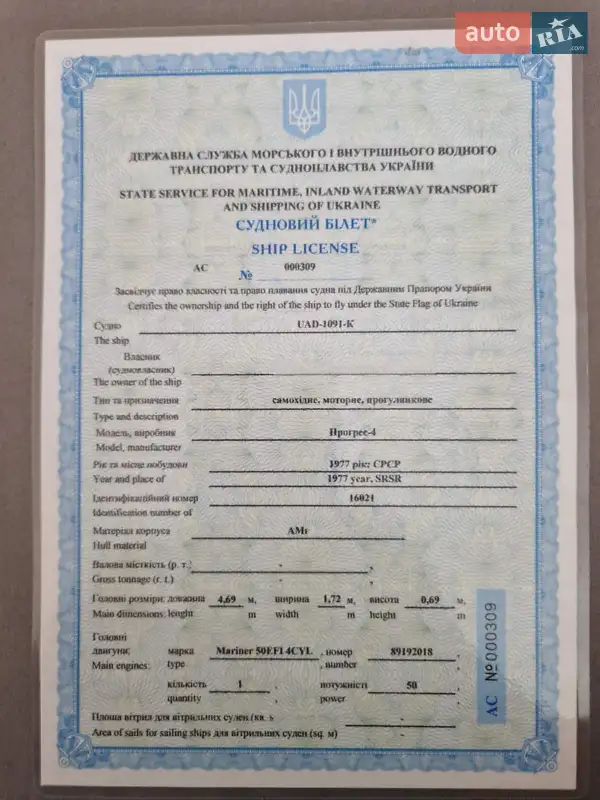 auto RIA .com
ДЕРЖАВНА СЛУЖБА МОРСЬКОГО І ВНУТРІШНЬОГО ВОДНОГО
ТРАНСПОРТУ ТА СУДНОПЛАВСТВА УКРАЇНИ
STATE SERVICE FOR MARITIME, INLAND WATERWAY TRANSPORT
AND SHIPPING OF UKRAINE
СУДНОВИЙ БІЛЕТ*
SHIP LICENSE
АС № 000309
Засвідчує право власності та право плавання судна під Державним Прапором України
Certifies the ownership and the right of the ship to fly under the State Flag of Ukraine
Судно UAD-1091-K
The ship
Власник
(судновласник)
The owner of the ship
Тип та призначення самохідне, моторне, прогулянкове
Type and description
Модель, виробник Прогрес-4
Model, manufacturer
Рік та місце побудови 1977 рік; СРСР
Year and place of 1977 year, SRSR
Ідентифікаційний номер 16021
Identification number of
Матеріал корпуса АМг
Hull material
Валова місткість (р. т.) - ,
Gross tonnage (r. t.) -
Головні розміри: довжина 4,69 м, ширина 1,72 м, висота 0,69 м,
Main dimensions: lenght m width m height m
Головні
двигуни: марка Mariner 50EFI 4CYL , номер 89192018 ,
Main engines: type , number ,
кількість 1 , потужність 50 ,
quantity power
Площа вітрил для вітрильних суден (кв. м -
Area of sails for sailing ships для вітрильних суден (sq. m) -
АС №000309